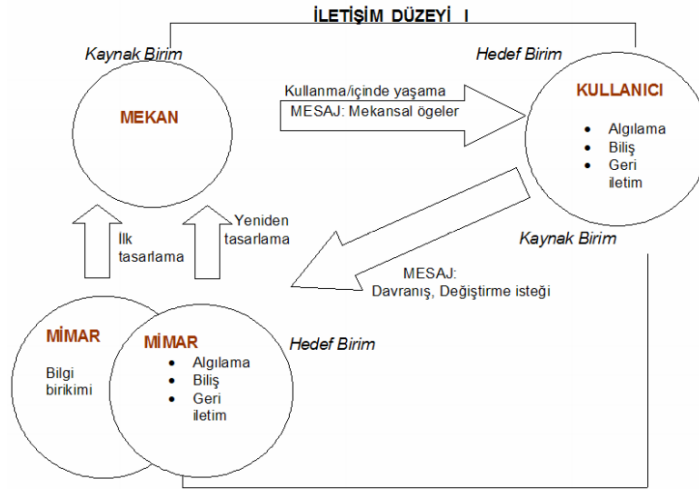 İLETİŞİM DÜZEYİ I
Kaynak Birim
Hedef Birim
MEKAN
Kullanma/içinde yaşama
MESAJ: Mekansal ögeler
KULLANICI
• Algılama
• Biliş
• Geri
iletim
Kaynak Birim
İlk
tasarlama
Yeniden
tasarlama
MESAJ:
Davranış, Değiştirme isteği
Hedef Birim
MİMAR
Bilgi
birikimi
MİMAR
• Algılama
• Biliş
• Geri
iletim